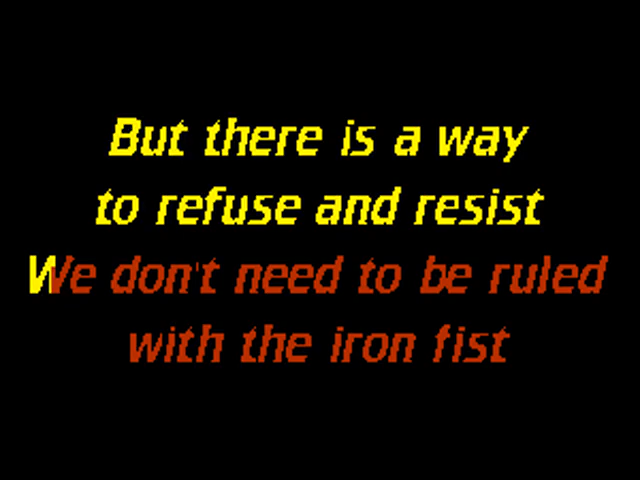 But there is a way
to refuse and resist
We don't need to be ruled
with the iron fist